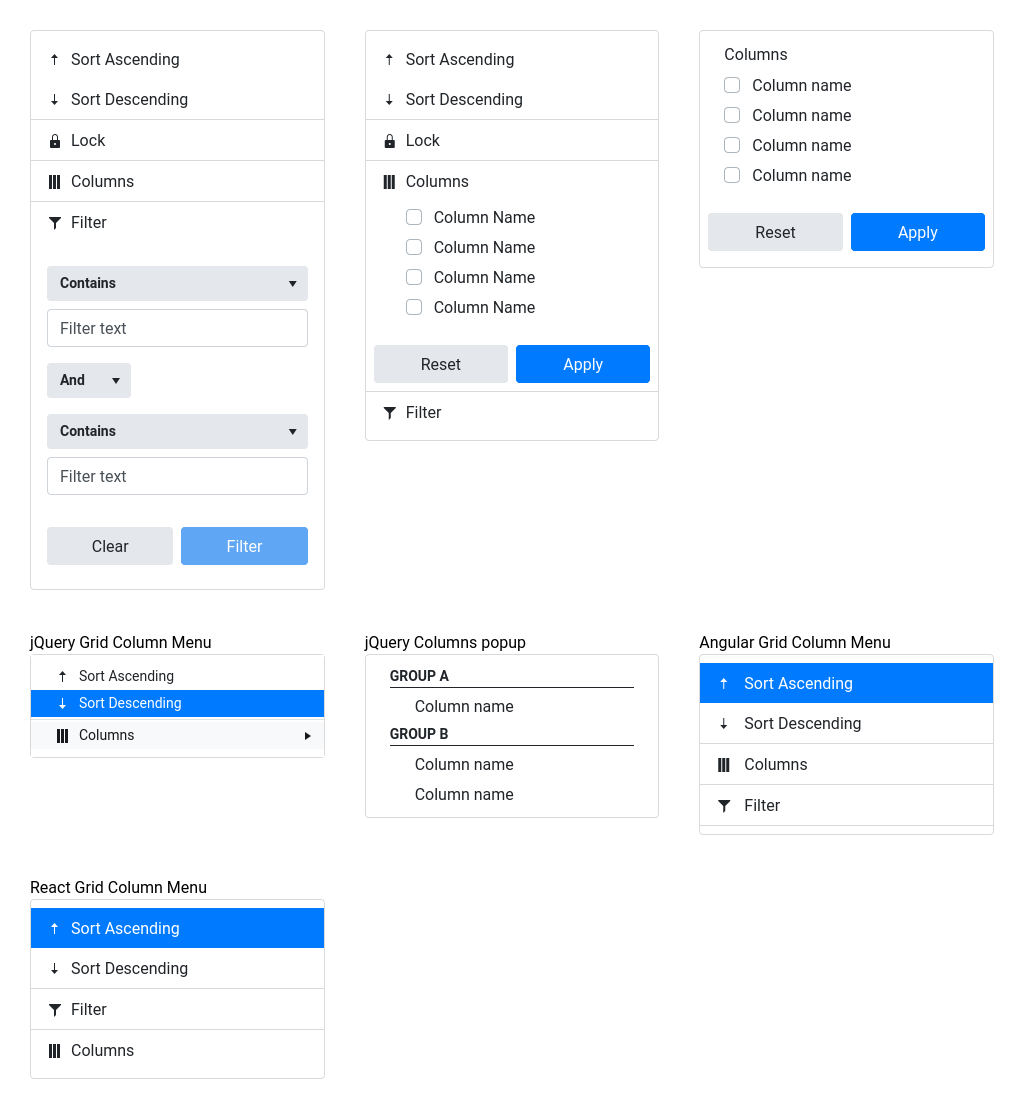 Sort Ascending
Sort Descending
Lock
Columns
Filter
Contains
Filter text
And
Contains
Filter text
Clear
Filter
Sort Ascending
Sort Descending
Lock
Columns
Column Name
Column Name
Column Name
Column Name
Reset
Apply
Filter
Columns
Column name
Column name
Column name
Column name
Reset
Apply
jQuery Grid Column Menu
Sort Ascending
Sort Descending
Columns
jQuery Columns popup
GROUP A
Column name
GROUP B
Column name
Column name
Angular Grid Column Menu
Sort Ascending
Sort Descending
Columns
Filter
React Grid Column Menu
Sort Ascending
Sort Descending
Filter
Columns